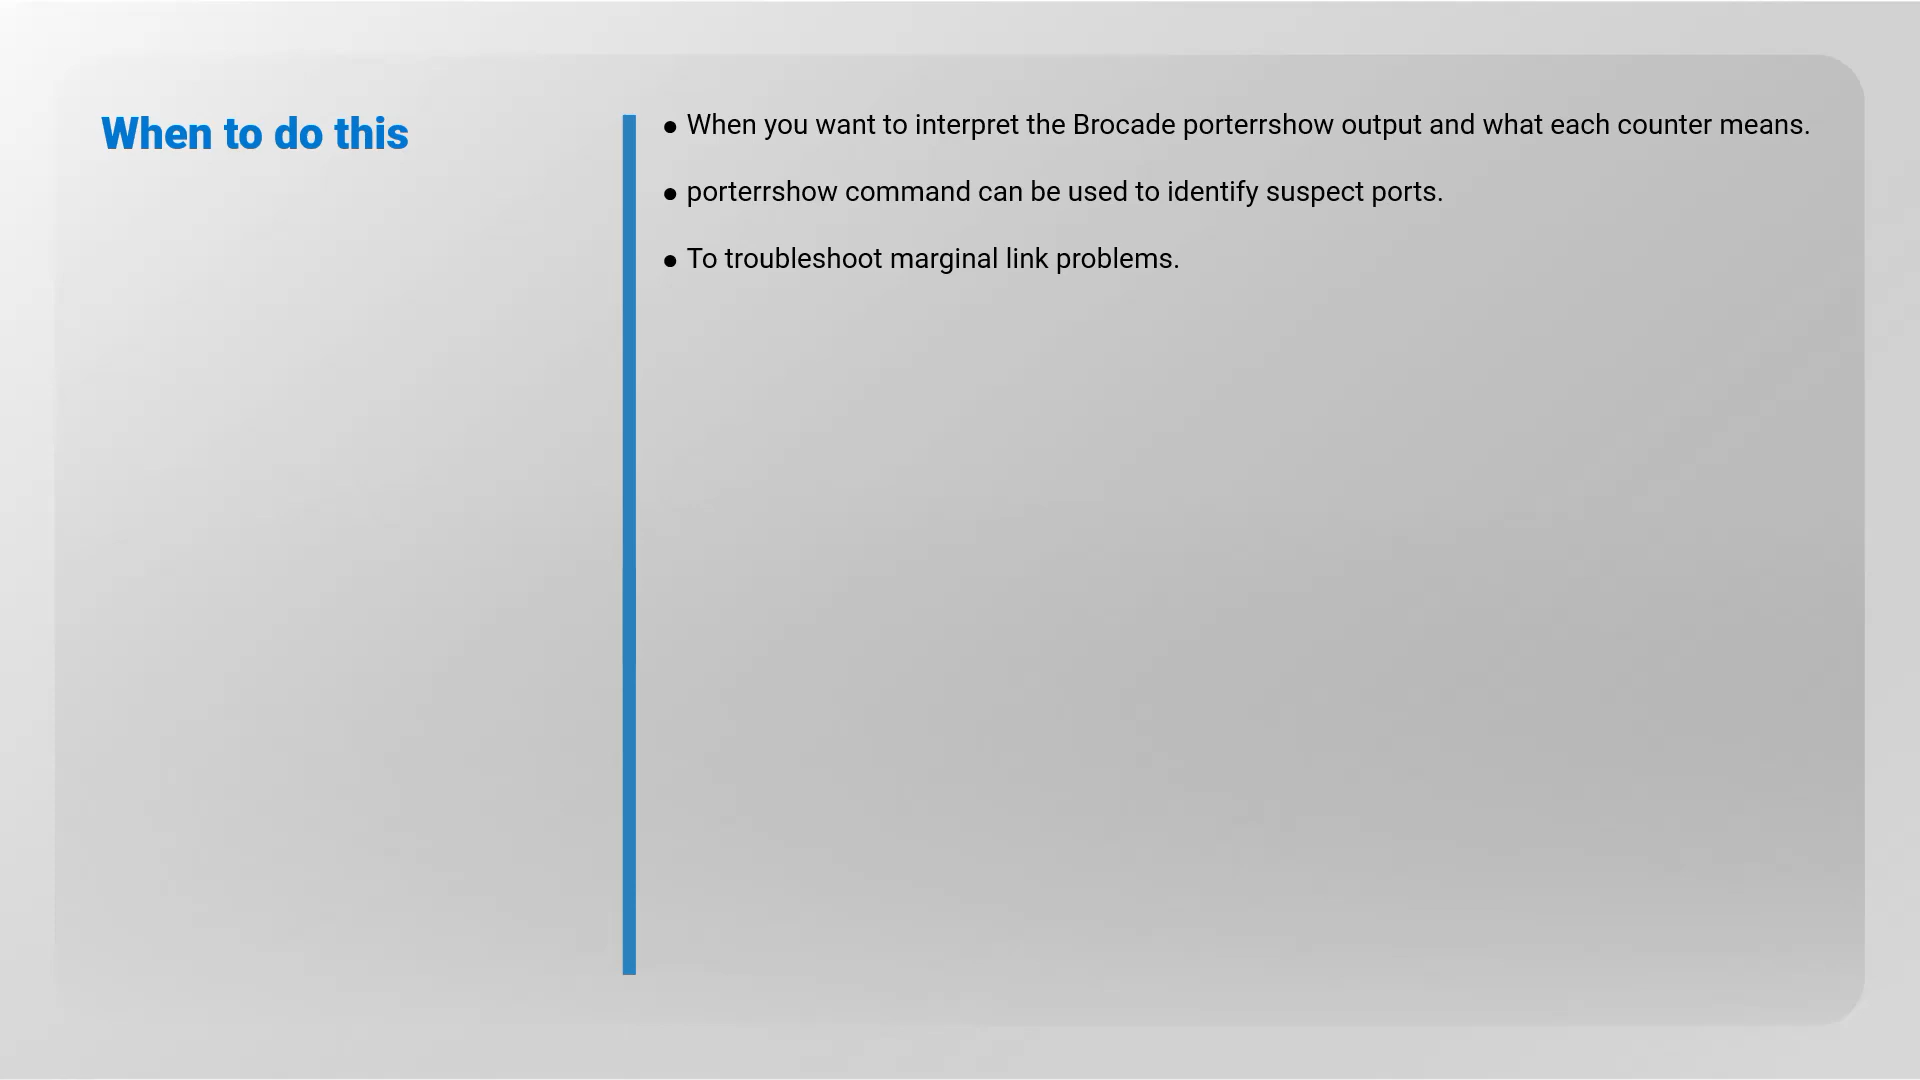 When to do this
● When you want to interpret the Brocade porterrshow output and what each counter means.
● porterrshow command can be used to identify suspect ports.
● To troubleshoot marginal link problems.